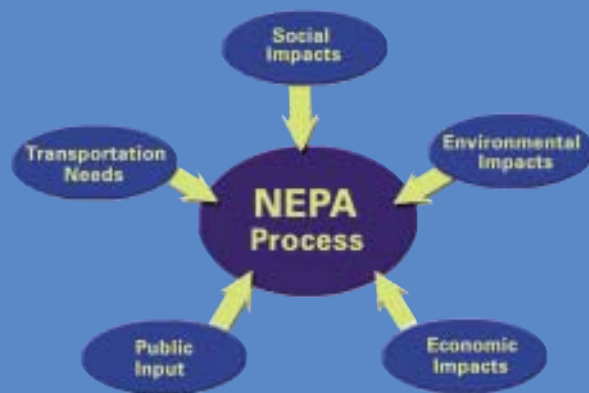 Social
Impacts
Transportation
Needs
Environmental
Impacts
NEPA
Process
Public
Input
Economic
Impacts